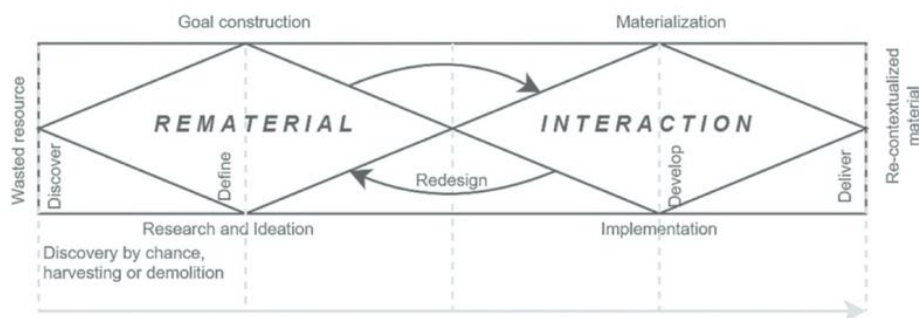 Goal construction
Materialization
Wasted resource
Discover
REMATERIAL
Define
INTERACTION
Redesign
Develop
Deliver
Re-contextualized
material
Research and Ideation
Implementation
Discovery by chance,
harvesting or demolition